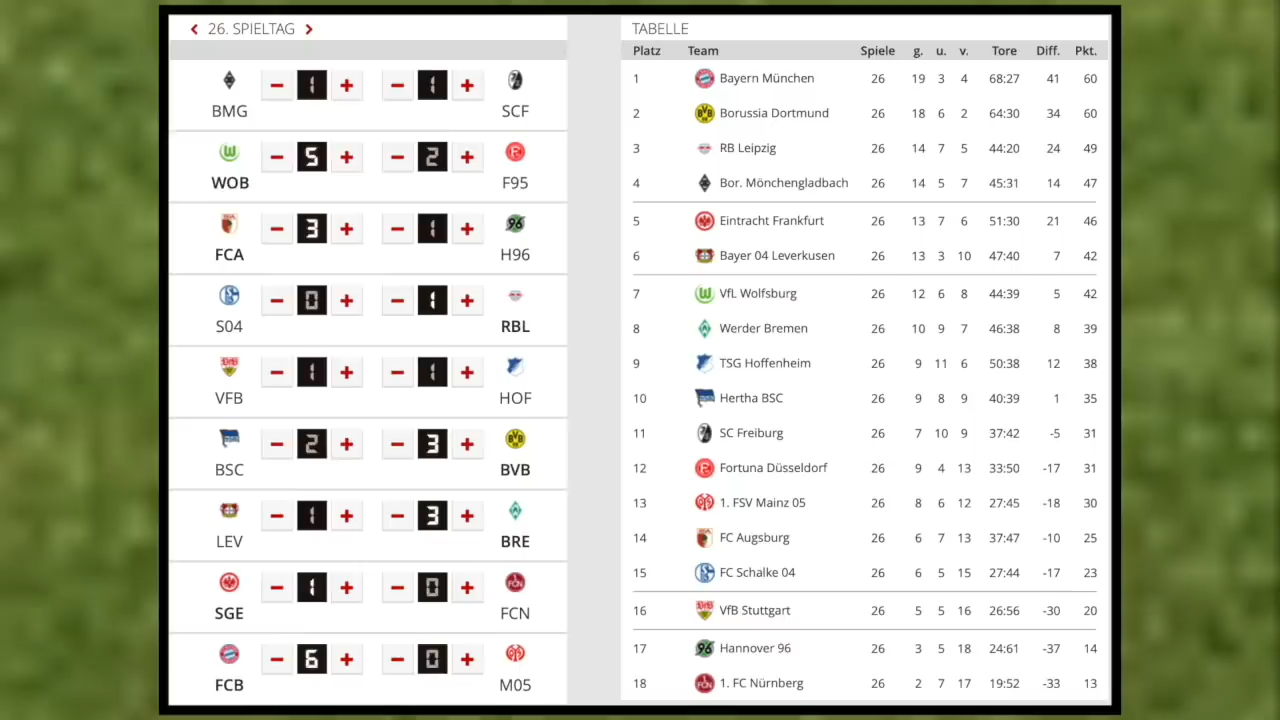 26. SPIELTAG
BMG 1 1 SCF
WOB 5 2 F95
FCA 3 1 H96
S04 0 1 RBL
VFB 1 1 HOF
BSC 2 3 BVB
LEV 1 3 BRE
SGE 1 0 FCN
FCB 6 0 M05
TABELLE
Platz Team Spiele g. u. v. Tore Diff. Pkt.
1 Bayern München 26 19 3 4 68:27 41 60
2 Borussia Dortmund 26 18 6 2 64:30 34 60
3 RB Leipzig 26 14 7 5 44:20 24 49
4 Bor. Mönchengladbach 26 14 5 7 45:31 14 47
5 Eintracht Frankfurt 26 13 7 6 51:30 21 46
6 Bayer 04 Leverkusen 26 13 3 10 47:40 7 42
7 VfL Wolfsburg 26 12 6 8 44:39 5 42
8 Werder Bremen 26 10 9 7 46:38 8 39
9 TSG Hoffenheim 26 9 11 6 50:38 12 38
10 Hertha BSC 26 9 8 9 40:39 1 35
11 SC Freiburg 26 7 10 9 37:42 -5 31
12 Fortuna Düsseldorf 26 9 4 13 33:50 -17 31
13 1. FSV Mainz 05 26 8 6 12 27:45 -18 30
14 FC Augsburg 26 6 7 13 37:47 -10 25
15 FC Schalke 04 26 6 5 15 27:44 -17 23
16 VfB Stuttgart 26 5 5 16 26:56 -30 20
17 Hannover 96 26 3 5 18 24:61 -37 14
18 1. FC Nürnberg 26 2 7 17 19:52 -33 13